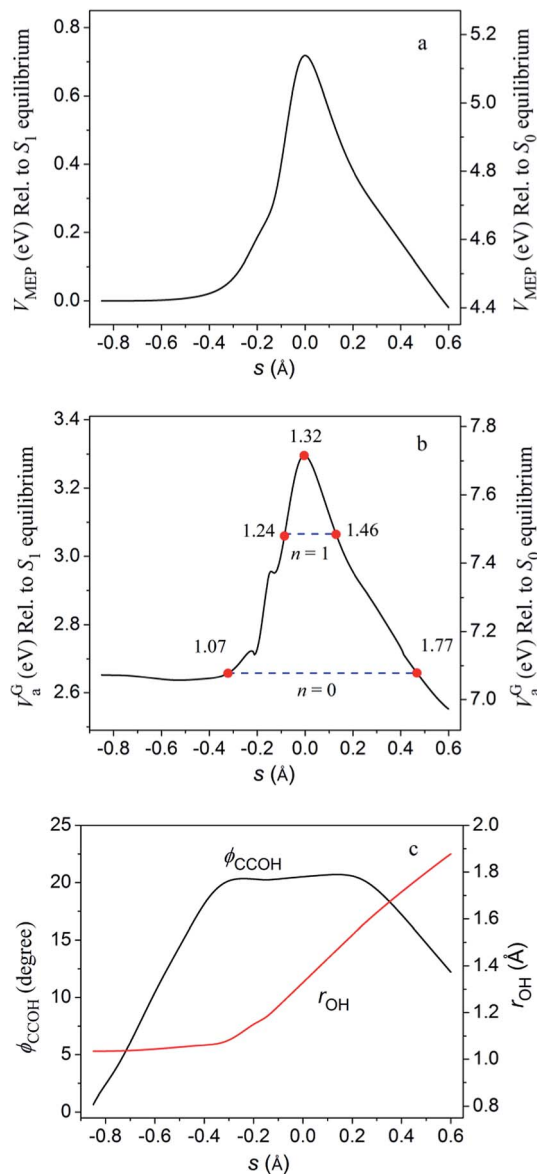 a
V_MEP (eV) Rel. to S_1 equilibrium
0.8
0.6
0.4
0.2
0.0
V_MEP (eV) Rel. to S_0 equilibrium
5.2
5.0
4.8
4.6
4.4
-0.8 -0.6 -0.4 -0.2 0.0 0.2 0.4 0.6
s (Å)
b
V_a^G (eV) Rel. to S_1 equilibrium
3.4
3.2
3.0
2.8
2.6
V_a^G (eV) Rel. to S_0 equilibrium
7.8
7.6
7.4
7.2
7.0
1.32
1.24
1.46
n = 1
1.07
1.77
n = 0
-0.8 -0.6 -0.4 -0.2 0.0 0.2 0.4 0.6
s (Å)
c
ϕ_CCOH (degree)
25
20
15
10
5
0
r_OH (Å)
2.0
1.8
1.6
1.4
1.2
1.0
0.8
ϕ_CCOH
r_OH
-0.8 -0.6 -0.4 -0.2 0.0 0.2 0.4 0.6
s (Å)